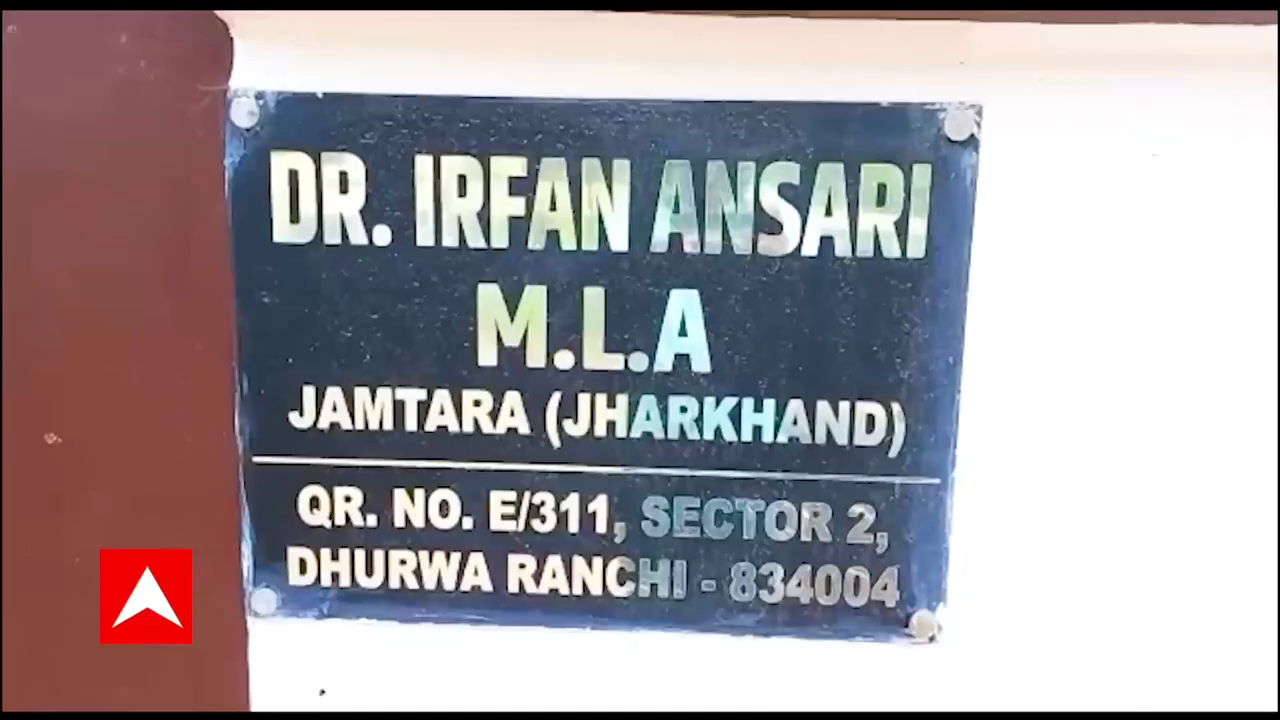 DR. IRFAN ANSARI
M.L.A
JAMTARA (JHARKHAND)
QR. NO. E/311, SECTOR 2,
DHURWA RANCHI - 834004